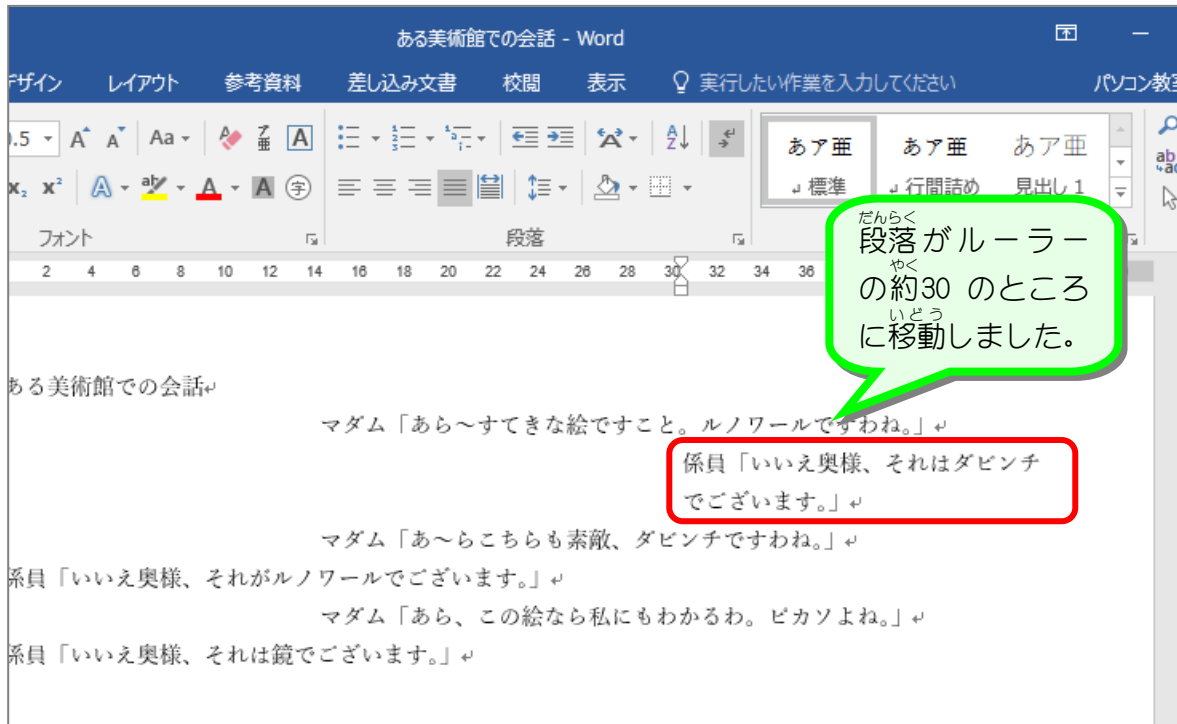 ある美術館での会話 - Word
デザイン レイアウト 参考資料 差し込み文書 校閲 表示 実行したい作業を入力してください パソコン教室
0.5 A A Aa ア亜 A
あア亜 あア亜 あア亜
x₂ x² A aby A A 字
↵ 標準 ↵ 行間詰め 見出し 1
フォント 段落
2 4 6 8 10 12 14 16 18 20 22 24 26 28 30 32 34 36
だんらく
段落がルーラー
やく
の約30 のところ
いどう
に移動しました。
ある美術館での会話↵
マダム「あら～すてきな絵ですこと。ルノワールですわね。」↵
係員「いいえ奥様、それはダビンチ
でございます。」↵
マダム「あ～らこちらも素敵、ダビンチですわね。」↵
係員「いいえ奥様、それがルノワールでございます。」↵
マダム「あら、この絵なら私にもわかるわ。ピカソよね。」↵
係員「いいえ奥様、それは鏡でございます。」↵